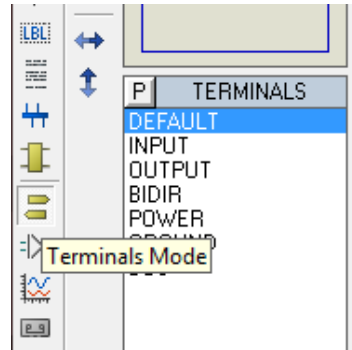 LBL
P TERMINALS
DEFAULT
INPUT
OUTPUT
BIDIR
POWER
Terminals Mode